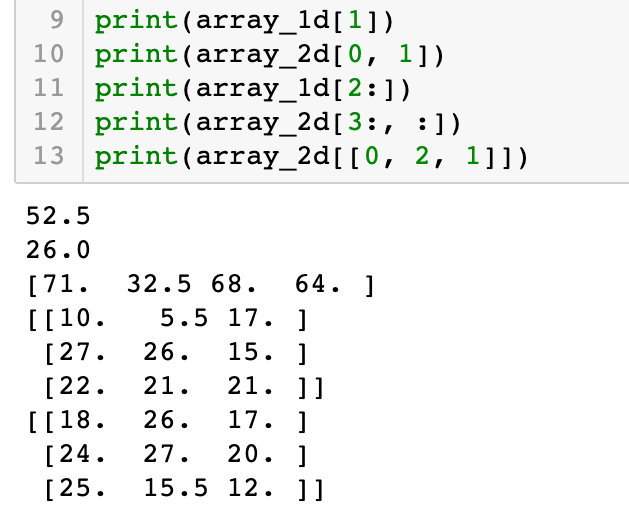 9 print(array_1d[1])
10 print(array_2d[0, 1])
11 print(array_1d[2:])
12 print(array_2d[3:, :])
13 print(array_2d[[0, 2, 1]])
52.5
26.0
[71.  32.5 68.  64. ]
[[10.   5.5 17. ]
 [27.  26.  15. ]
 [22.  21.  21. ]]
[[18.  26.  17. ]
 [24.  27.  20. ]
 [25.  15.5 12. ]]